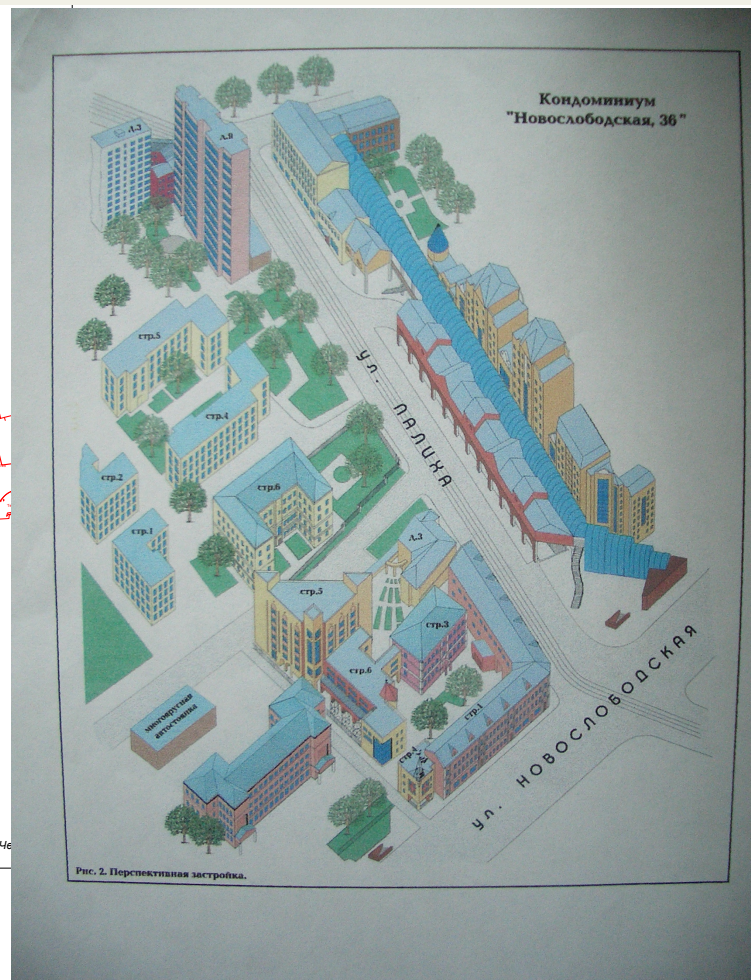 Кондоминиум
"Новослободская, 36"
д.8
стр.5
стр.4
стр.2
стр.6
стр.1
д.3
стр.5
стр.3
стр.6
стр.1
ул. ПАЛИХА
ул. НОВОСЛОБОДСКАЯ
многоярусная
автостоянка
Рис. 2. Перспективная застройка.